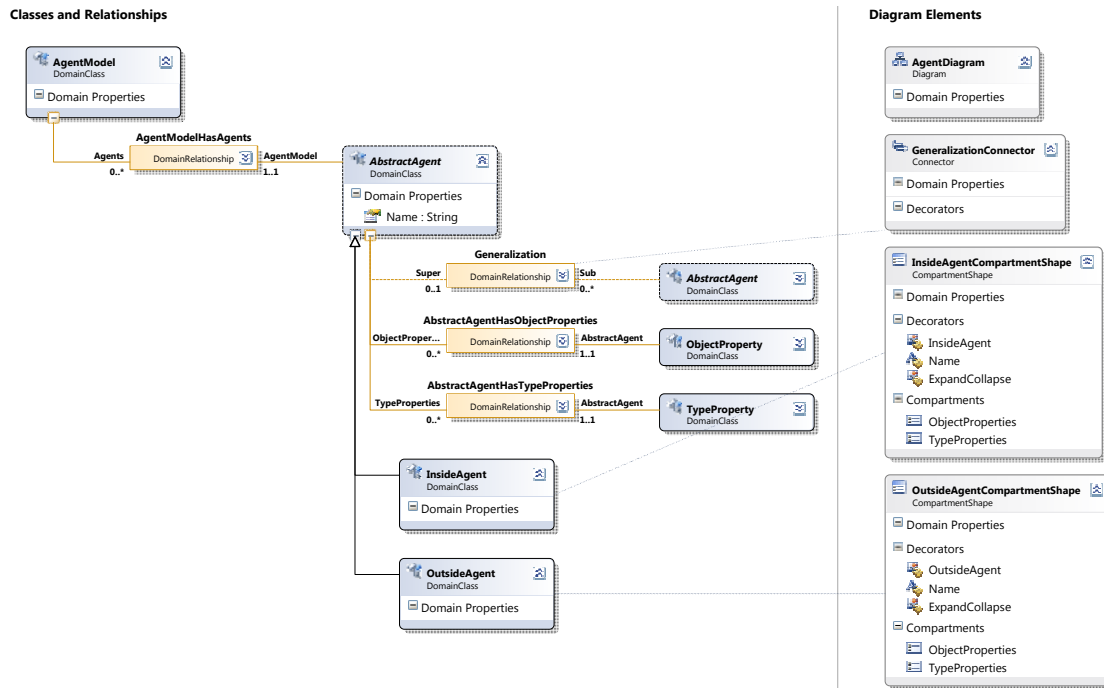 Classes and Relationships
Diagram Elements
AgentModel
DomainClass
Domain Properties
AgentModelHasAgents
Agents
DomainRelationship
AgentModel
0..*
1..1
AbstractAgent
DomainClass
Domain Properties
Name : String
Generalization
Super
DomainRelationship
Sub
0..1
0..*
AbstractAgent
DomainClass
AbstractAgentHasObjectProperties
ObjectProper...
DomainRelationship
AbstractAgent
0..*
1..1
ObjectProperty
DomainClass
AbstractAgentHasTypeProperties
TypeProperties
DomainRelationship
AbstractAgent
0..*
1..1
TypeProperty
DomainClass
InsideAgent
DomainClass
Domain Properties
OutsideAgent
DomainClass
Domain Properties
AgentDiagram
Diagram
Domain Properties
GeneralizationConnector
Connector
Domain Properties
Decorators
InsideAgentCompartmentShape
CompartmentShape
Domain Properties
Decorators
InsideAgent
Name
ExpandCollapse
Compartments
ObjectProperties
TypeProperties
OutsideAgentCompartmentShape
CompartmentShape
Domain Properties
Decorators
OutsideAgent
Name
ExpandCollapse
Compartments
ObjectProperties
TypeProperties